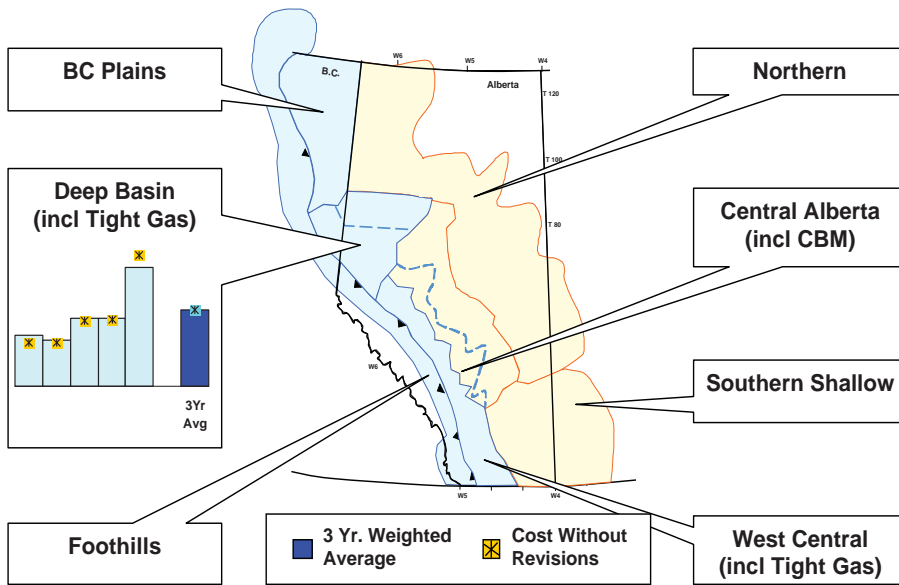 BC Plains
Northern
W6
W5
W4
B.C.
Alberta
T 120
T 100
T 80
Deep Basin
(incl Tight Gas)
3Yr
Avg
Central Alberta
(incl CBM)
Southern Shallow
W6
W5
W4
Foothills
3 Yr. Weighted
Average
Cost Without
Revisions
West Central
(incl Tight Gas)